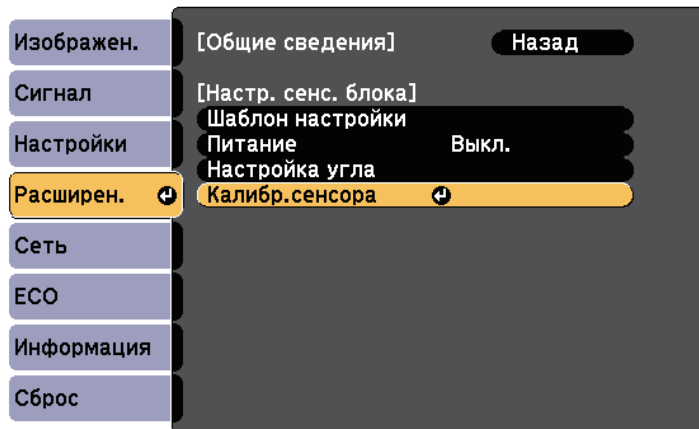 Изображен.
Сигнал
Настройки
Расширен.
Сеть
ECO
Информация
Сброс
[Общие сведения] Назад
[Настр. сенс. блока]
Шаблон настройки
Питание Выкл.
Настройка угла
Калибр.сенсора